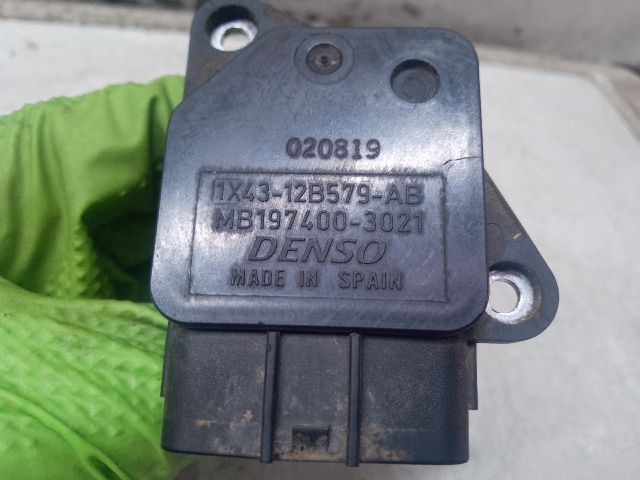 020819
1X43-12B579-AB
MB197400-3021
DENSO
MADE IN SPAIN